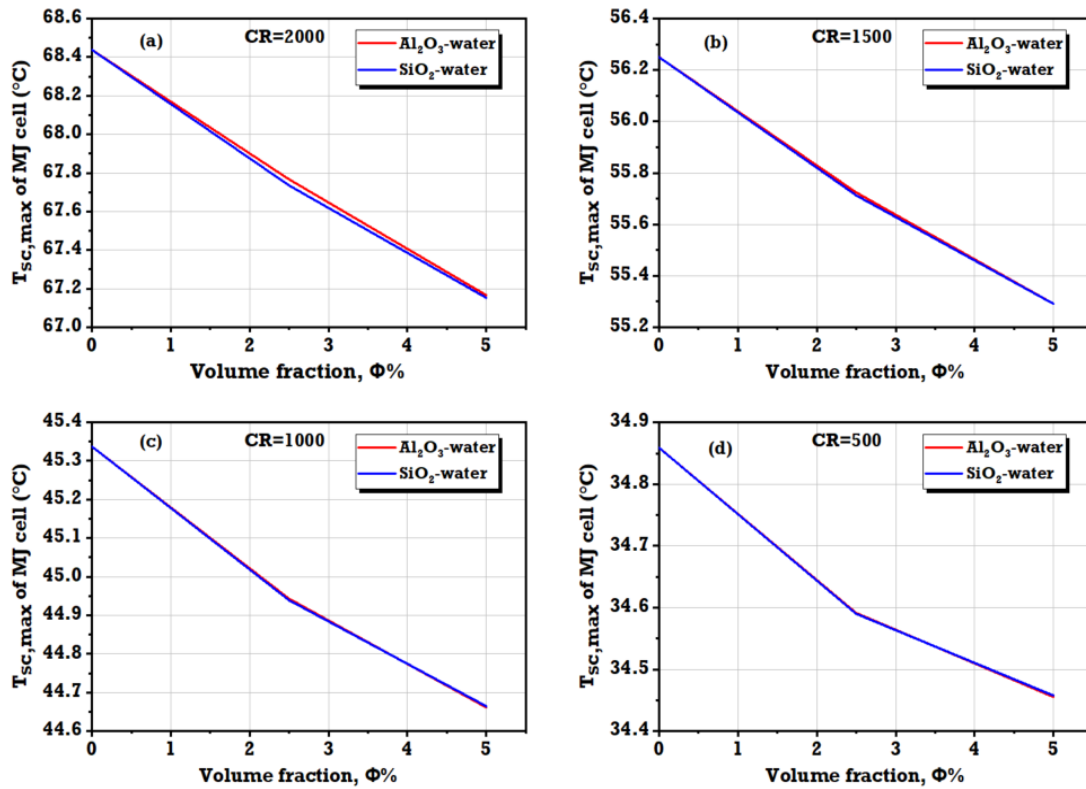 (a)
CR=2000
Al₂O₃-water
SiO₂-water
T_sc,max of MJ cell (°C)
68.6
68.4
68.2
68.0
67.8
67.6
67.4
67.2
67.0
0 1 2 3 4 5
Volume fraction, Φ%
(b)
CR=1500
Al₂O₃-water
SiO₂-water
T_sc,max of MJ cell (°C)
56.4
56.2
56.0
55.8
55.6
55.4
55.2
0 1 2 3 4 5
Volume fraction, Φ%
(c)
CR=1000
Al₂O₃-water
SiO₂-water
T_sc,max of MJ cell (°C)
45.4
45.3
45.2
45.1
45.0
44.9
44.8
44.7
44.6
0 1 2 3 4 5
Volume fraction, Φ%
(d)
CR=500
Al₂O₃-water
SiO₂-water
T_sc,max of MJ cell (°C)
34.9
34.8
34.7
34.6
34.5
34.4
0 1 2 3 4 5
Volume fraction, Φ%